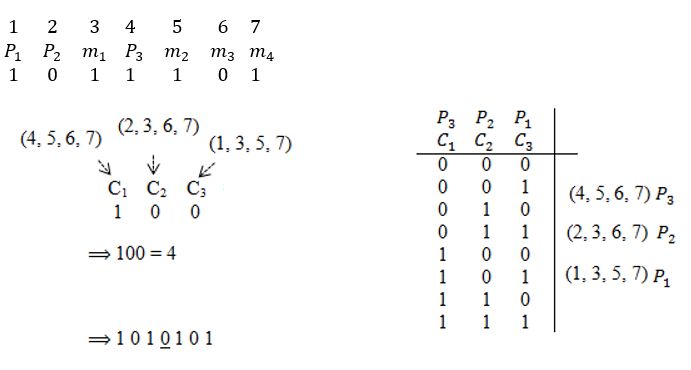 1 2 3 4 5 6 7
P₁ P₂ m₁ P₃ m₂ m₃ m₄
1 0 1 1 1 0 1
(4, 5, 6, 7) (2, 3, 6, 7) (1, 3, 5, 7)
C₁ C₂ C₃
1 0 0
⟹ 100 = 4
⟹ 1 0 1 0 1 0 1
P₃ P₂ P₁
C₁ C₂ C₃
0 0 0
0 0 1
0 1 0
0 1 1
1 0 0
1 0 1
1 1 0
1 1 1
(4, 5, 6, 7) P₃
(2, 3, 6, 7) P₂
(1, 3, 5, 7) P₁